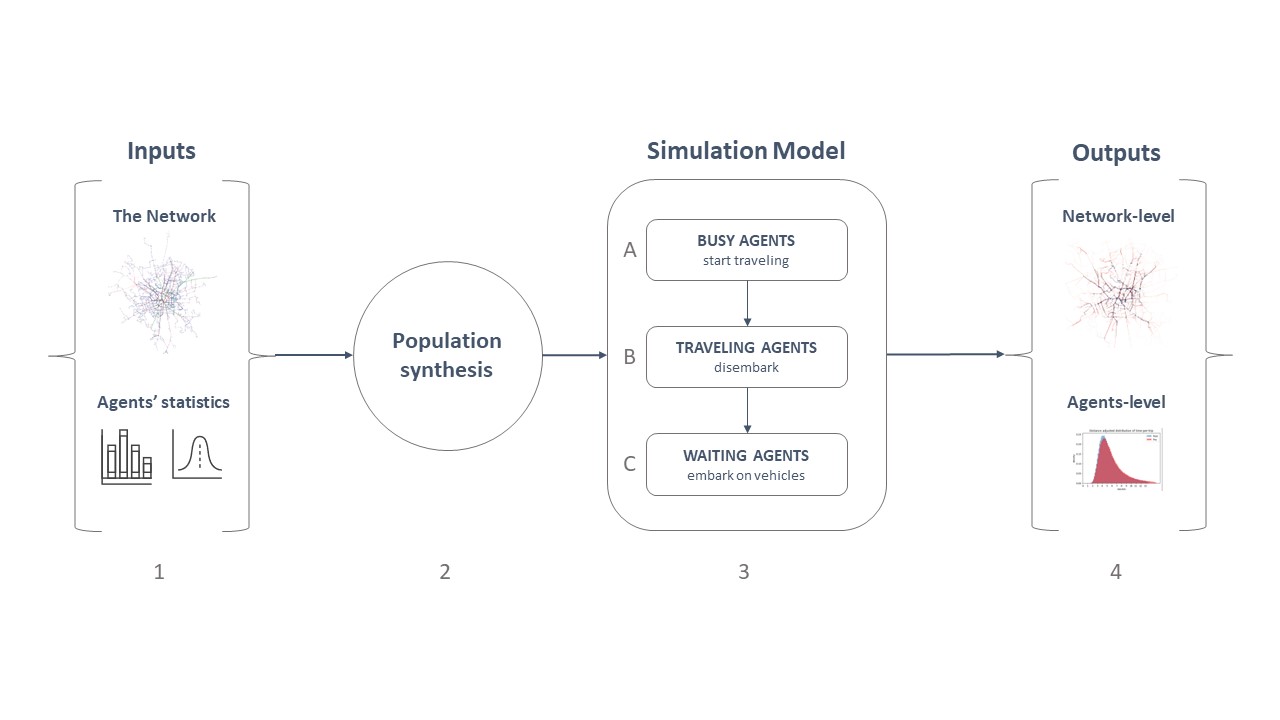 Inputs
The Network
Agents’ statistics
1
Population
synthesis
2
Simulation Model
A
BUSY AGENTS
start traveling
B
TRAVELING AGENTS
disembark
C
WAITING AGENTS
embark on vehicles
3
Outputs
Network-level
Agents-level
4